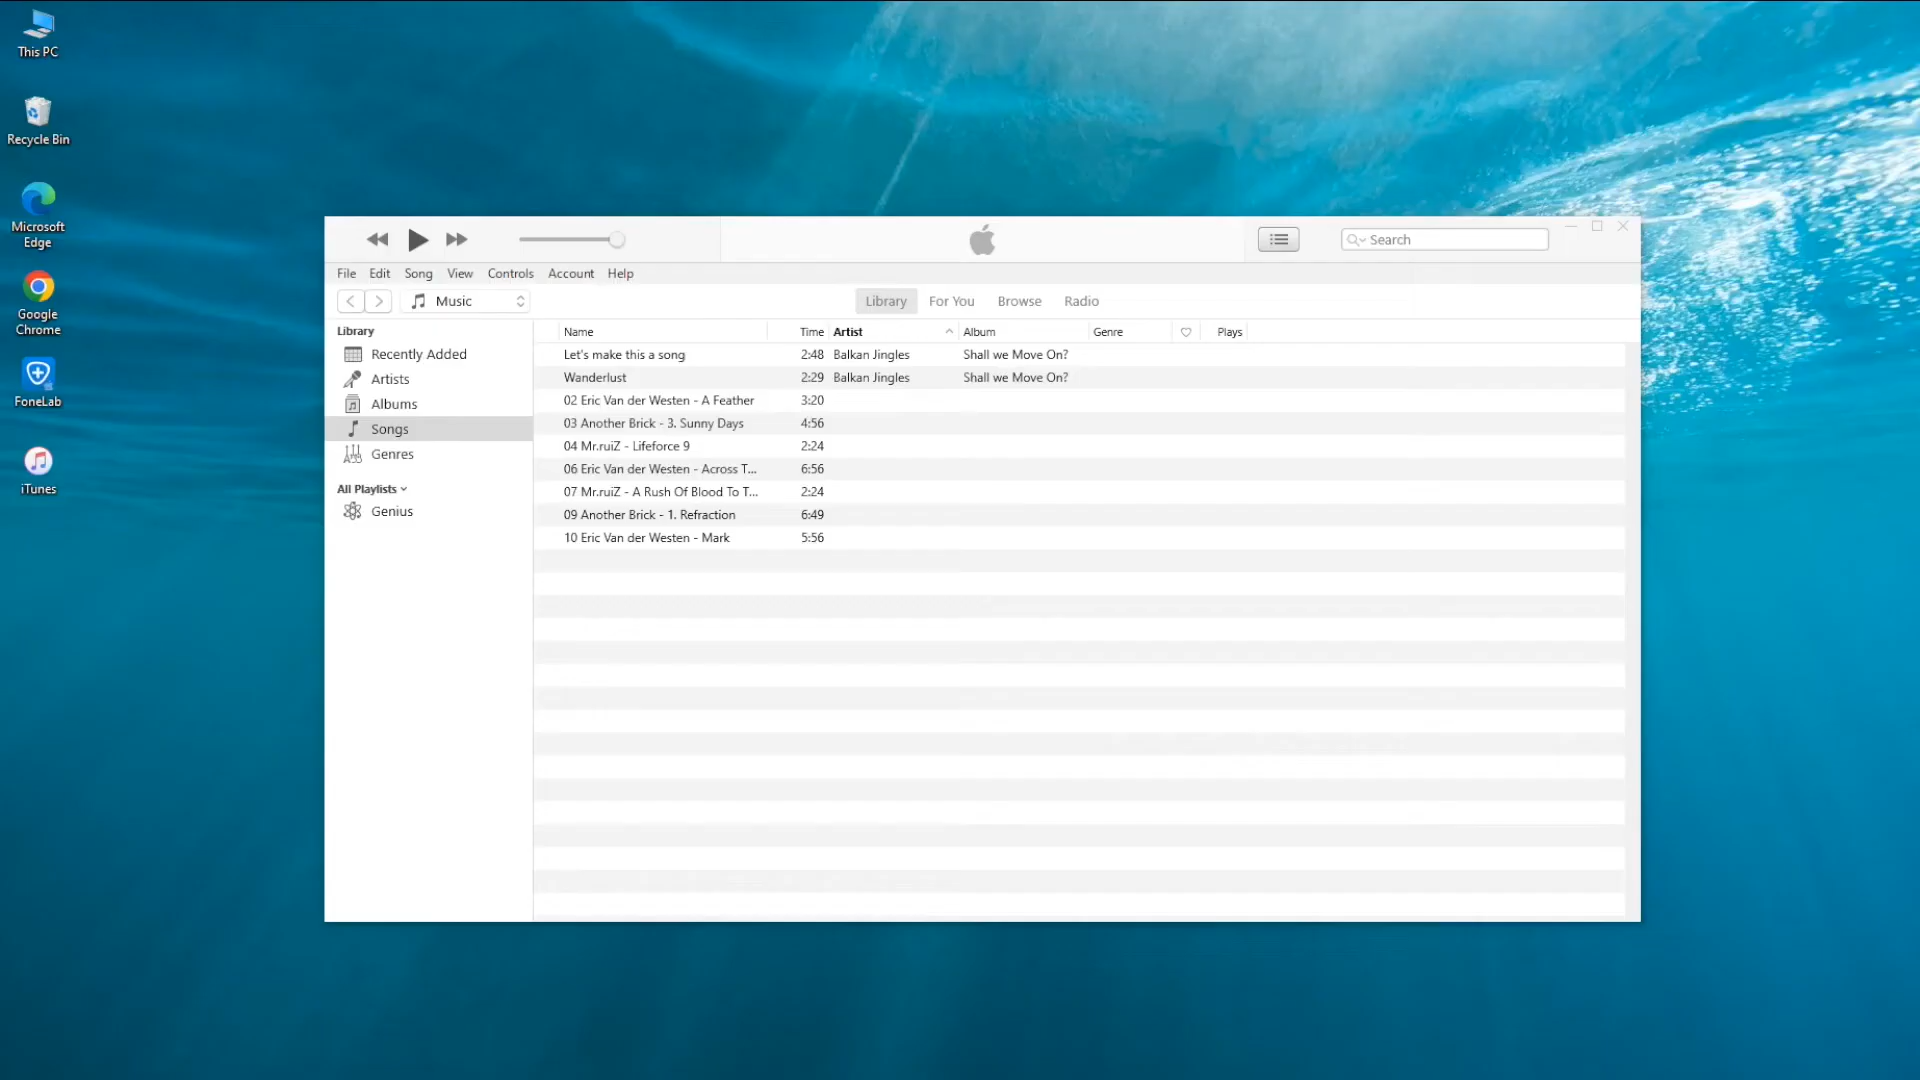 This PC
Recycle Bin
Microsoft
Edge
Google
Chrome
FoneLab
iTunes
Search
File Edit Song View Controls Account Help
Music
Library For You Browse Radio
Library
Recently Added
Artists
Albums
Songs
Genres
All Playlists
Genius
Name Time Artist Album Genre Plays
Let's make this a song 2:48 Balkan Jingles Shall we Move On?
Wanderlust 2:29 Balkan Jingles Shall we Move On?
02 Eric Van der Westen - A Feather 3:20
03 Another Brick - 3. Sunny Days 4:56
04 Mr.ruiZ - Lifeforce 9 2:24
06 Eric Van der Westen - Across T... 6:56
07 Mr.ruiZ - A Rush Of Blood To T... 2:24
09 Another Brick - 1. Refraction 6:49
10 Eric Van der Westen - Mark 5:56